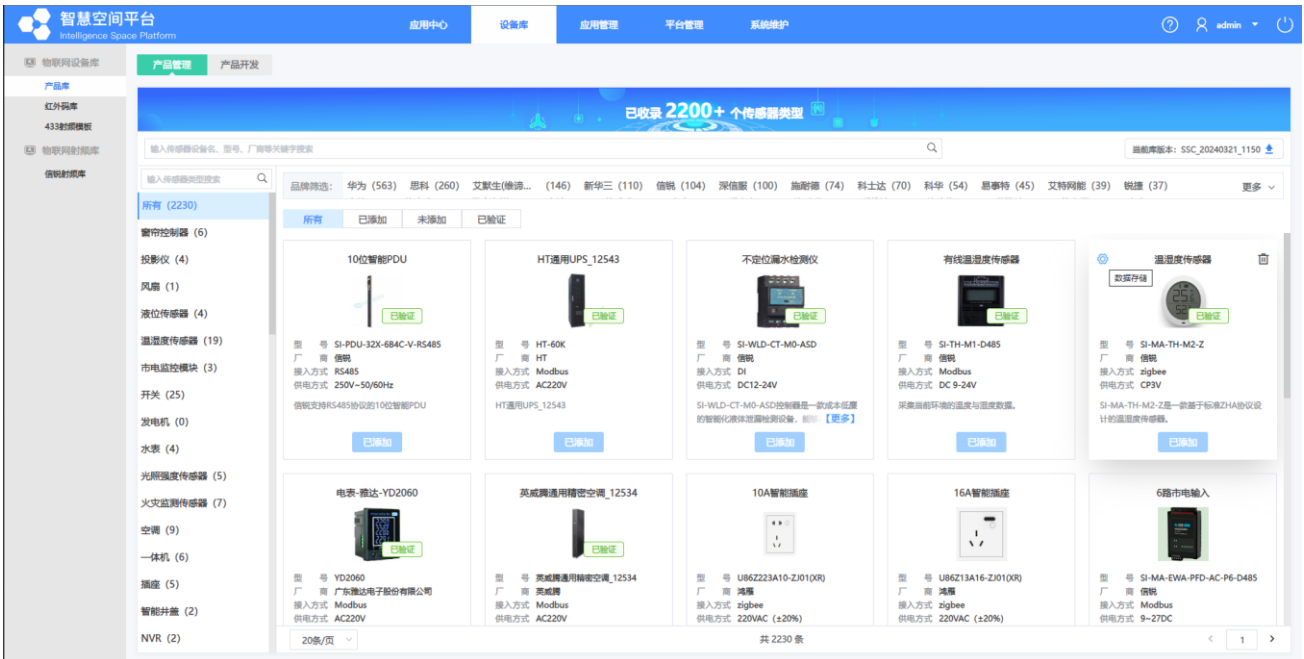 智慧空间平台
Intelligence Space Platform
应用中心 设备库 应用管理 平台管理 系统维护
admin
物联网设备库
产品库
红外码库
433射频模板
物联网射频库
信锐射频库
产品管理 产品开发
已收录 2200+ 个传感器类型
输入传感器设备名、型号、厂商等关键字搜索
当前库版本：SSC_20240321_1150
输入传感器类型搜索
所有 (2230)
窗帘控制器 (6)
投影仪 (4)
风扇 (1)
液位传感器 (4)
温湿度传感器 (19)
市电监控模块 (3)
开关 (25)
发电机 (0)
水表 (4)
光照强度传感器 (5)
火灾监测传感器 (7)
空调 (9)
一体机 (6)
插座 (5)
智能井盖 (2)
NVR (2)
品牌筛选： 华为 (563) 思科 (260) 艾默生(维谛... (146) 新华三 (110) 信锐 (104) 深信服 (100) 施耐德 (74) 科士达 (70) 科华 (54) 易事特 (45) 艾特网能 (39) 锐捷 (37) 更多
所有 已添加 未添加 已验证
10位智能PDU
已验证
型 号 SI-PDU-32X-6B4C-V-RS485
厂 商 信锐
接入方式 RS485
供电方式 250V~50/60Hz
信锐支持RS485协议的10位智能PDU
已添加
HT通用UPS_12543
已验证
型 号 HT-60K
厂 商 HT
接入方式 Modbus
供电方式 AC220V
HT通用UPS_12543
已添加
不定位漏水检测仪
已验证
型 号 SI-WLD-CT-M0-ASD
厂 商 信锐
接入方式 DI
供电方式 DC12-24V
SI-WLD-CT-M0-ASD控制器是一款成本低廉
的智能化液体泄漏检测设备，【更多】
已添加
有线温湿度传感器
已验证
型 号 SI-TH-M1-D485
厂 商 信锐
接入方式 Modbus
供电方式 DC 9-24V
采集当前环境的温度与湿度数据。
已添加
温湿度传感器
数据存储
已验证
型 号 SI-MA-TH-M2-Z
厂 商 信锐
接入方式 zigbee
供电方式 CP3V
SI-MA-TH-M2-Z是一款基于标准ZHA协议设
计的温湿度传感器。
已添加
电表-雅达-YD2060
已验证
型 号 YD2060
厂 商 广东雅达电子股份有限公司
接入方式 Modbus
供电方式 AC220V
英威腾通用精密空调_12534
已验证
型 号 英威腾通用精密空调_12534
厂 商 英威腾
接入方式 Modbus
供电方式 AC220V
10A智能插座
型 号 U86Z223A10-ZJ01(XR)
厂 商 鸿雁
接入方式 zigbee
供电方式 220VAC (±20%)
16A智能插座
型 号 U86Z13A16-ZJ01(XR)
厂 商 鸿雁
接入方式 zigbee
供电方式 220VAC (±20%)
6路市电输入
型 号 SI-MA-EWA-PFD-AC-P6-D485
厂 商 信锐
接入方式 Modbus
供电方式 9~27DC
20条/页
共 2230 条
1